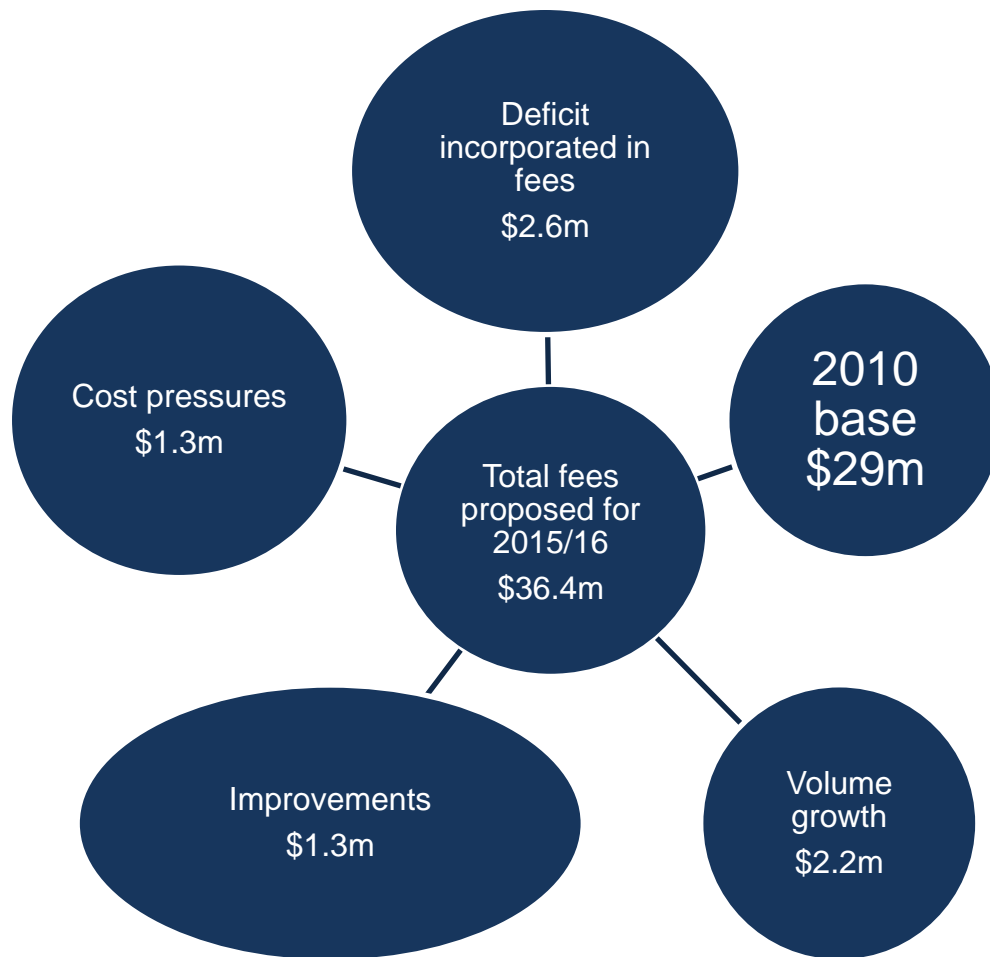 Deficit
incorporated in
fees
$2.6m
Cost pressures
$1.3m
2010
base
$29m
Total fees
proposed for
2015/16
$36.4m
Improvements
$1.3m
Volume
growth
$2.2m